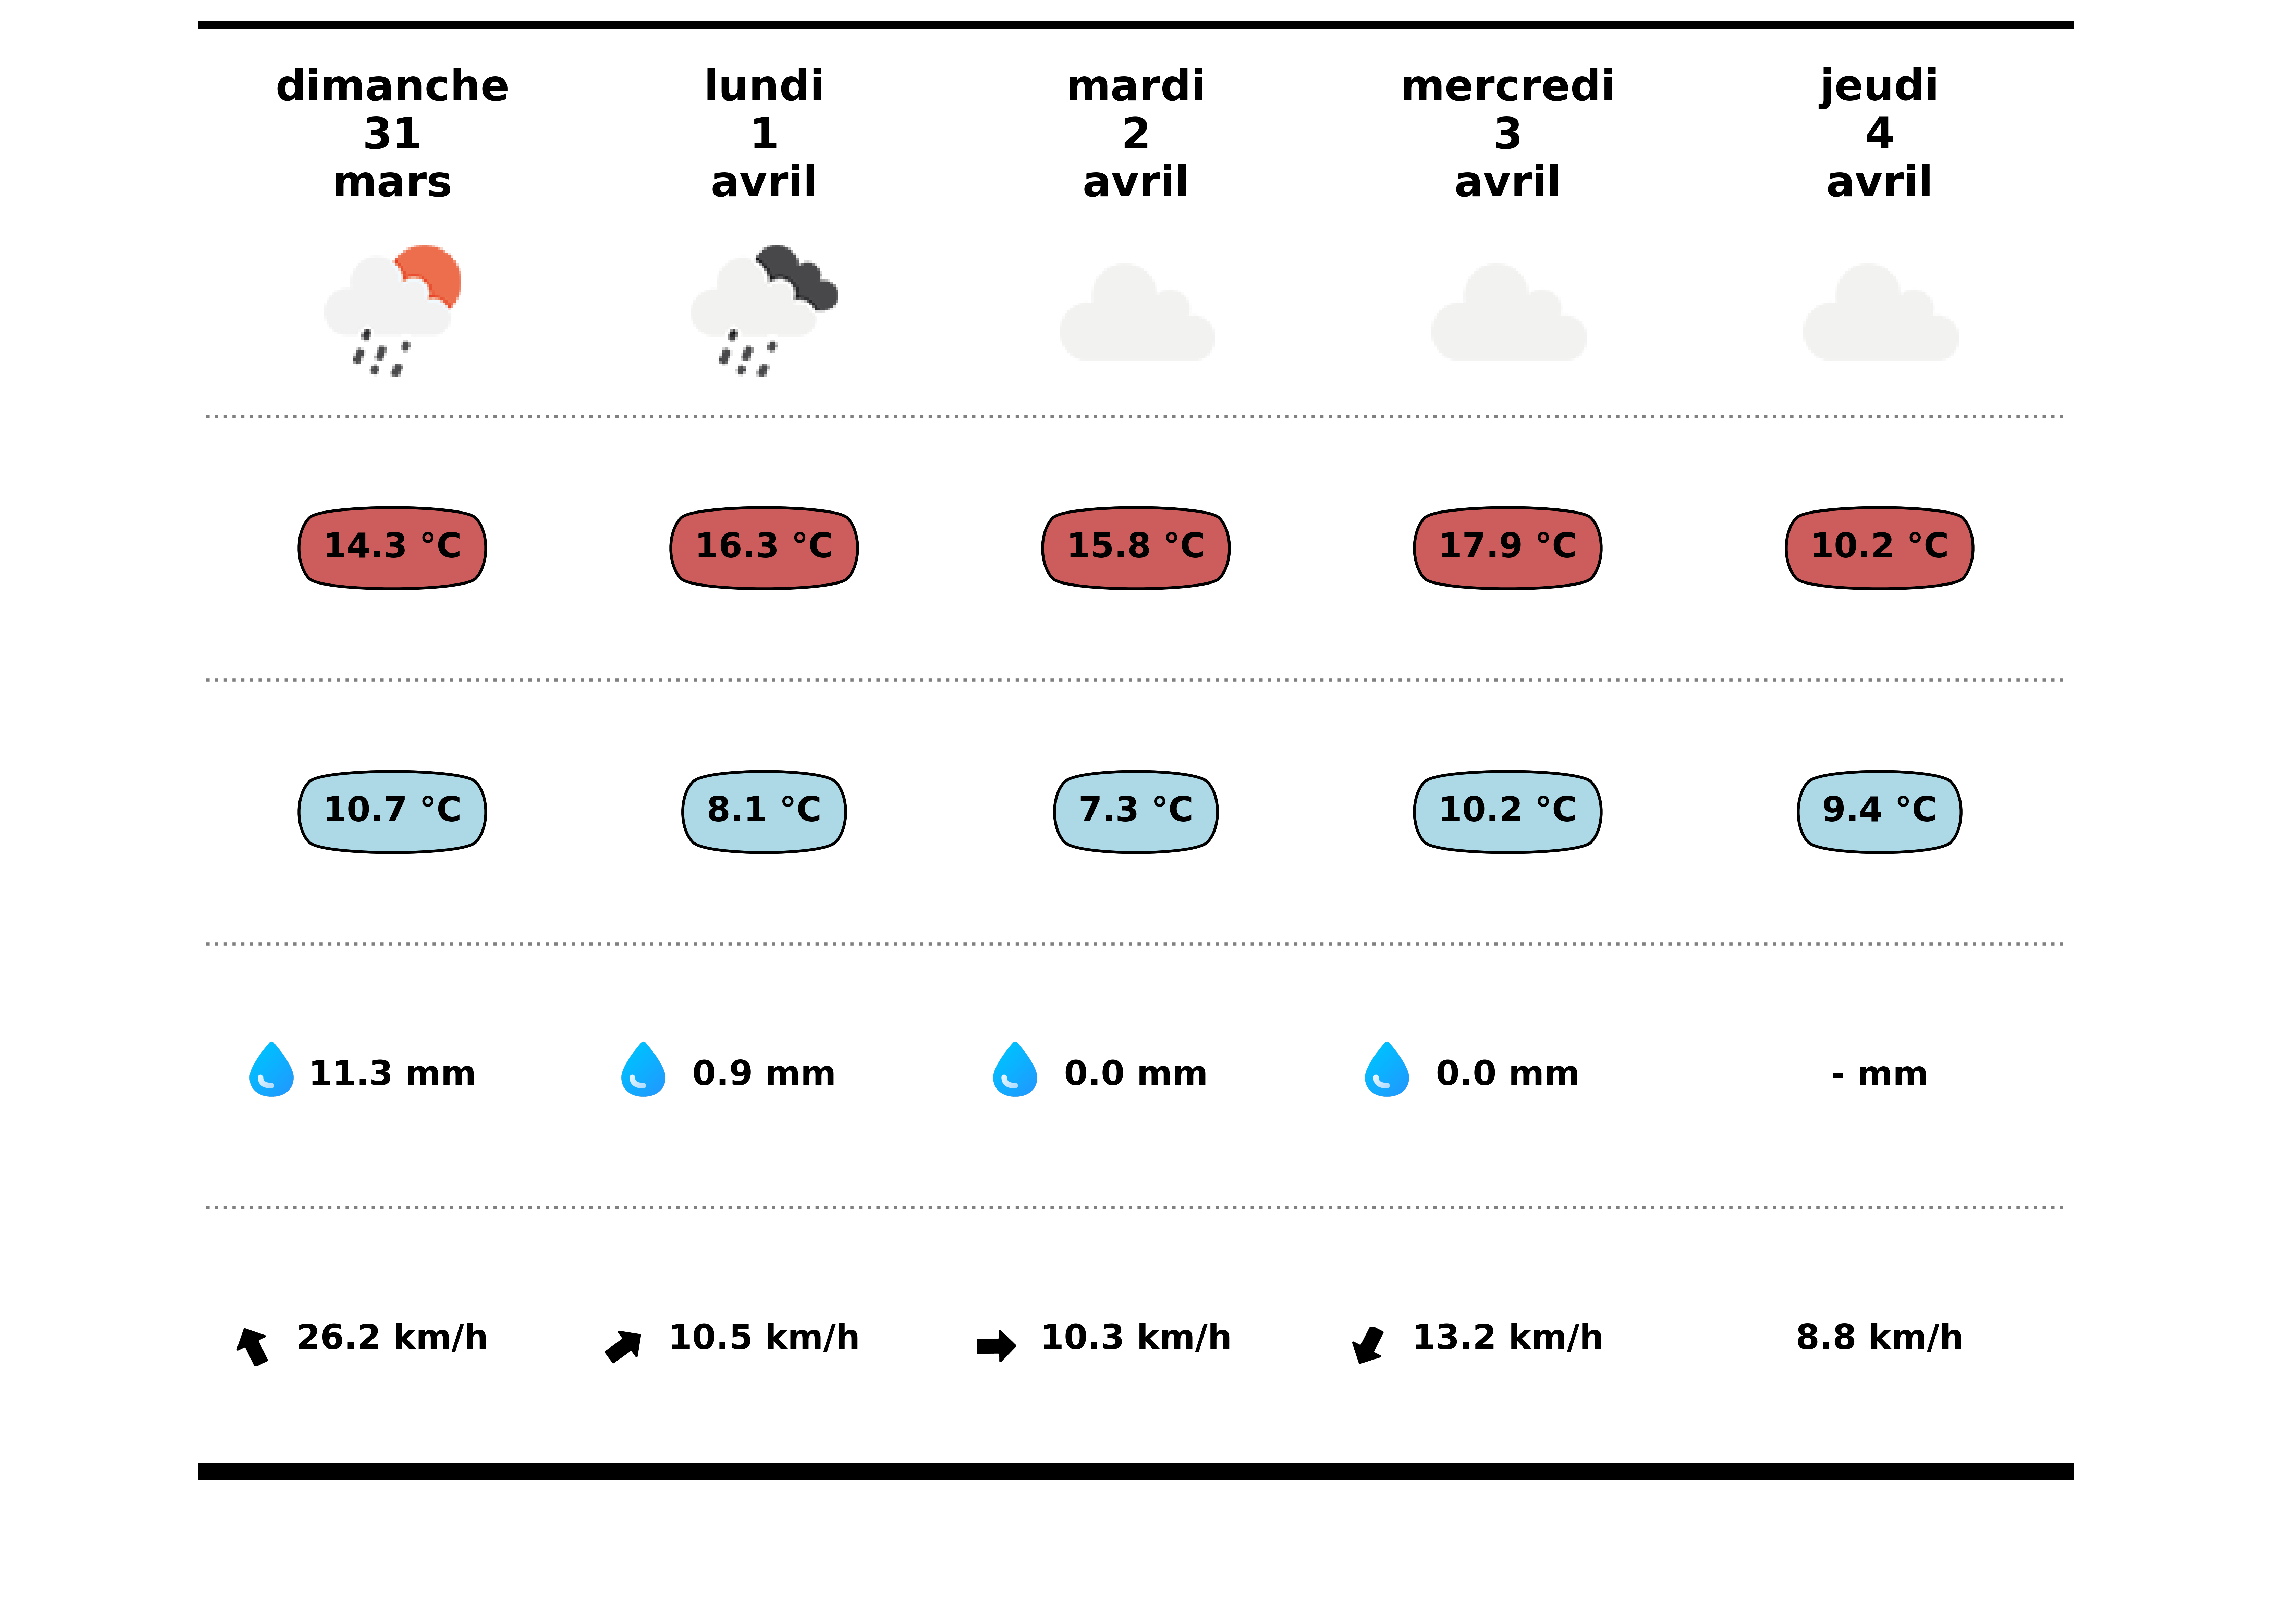 dimanche
31
mars
lundi
1
avril
mardi
2
avril
mercredi
3
avril
jeudi
4
avril
14.3 °C
16.3 °C
15.8 °C
17.9 °C
10.2 °C
10.7 °C
8.1 °C
7.3 °C
10.2 °C
9.4 °C
11.3 mm
0.9 mm
0.0 mm
0.0 mm
- mm
26.2 km/h
10.5 km/h
10.3 km/h
13.2 km/h
8.8 km/h